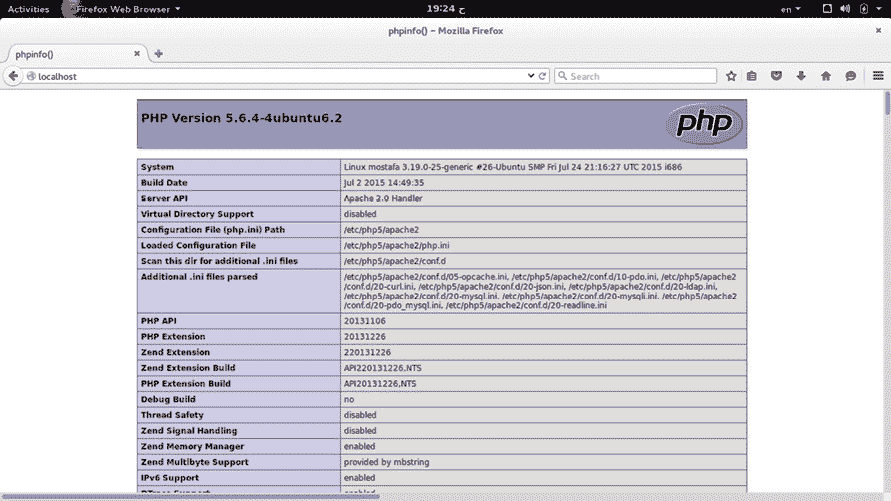 Activities Firefox Web Browser ح 19:24 en
phpinfo() – Mozilla Firefox
phpinfo()
localhost Search
PHP Version 5.6.4-4ubuntu6.2 php
System Linux mostafa 3.19.0-25-generic #26-Ubuntu SMP Fri Jul 24 21:16:27 UTC 2015 i686
Build Date Jul 2 2015 14:49:35
Server API Apache 2.0 Handler
Virtual Directory Support disabled
Configuration File (php.ini) Path /etc/php5/apache2
Loaded Configuration File /etc/php5/apache2/php.ini
Scan this dir for additional .ini files /etc/php5/apache2/conf.d
Additional .ini files parsed /etc/php5/apache2/conf.d/05-opcache.ini, /etc/php5/apache2/conf.d/10-pdo.ini, /etc/php5/apache2
/conf.d/20-curl.ini, /etc/php5/apache2/conf.d/20-json.ini, /etc/php5/apache2/conf.d/20-ldap.ini,
/etc/php5/apache2/conf.d/20-mysql.ini, /etc/php5/apache2/conf.d/20-mysqli.ini, /etc/php5/apache2
/conf.d/20-pdo_mysql.ini, /etc/php5/apache2/conf.d/20-readline.ini
PHP API 20131106
PHP Extension 20131226
Zend Extension 220131226
Zend Extension Build API220131226,NTS
PHP Extension Build API20131226,NTS
Debug Build no
Thread Safety disabled
Zend Signal Handling disabled
Zend Memory Manager enabled
Zend Multibyte Support provided by mbstring
IPv6 Support enabled
DTrace Support enabled